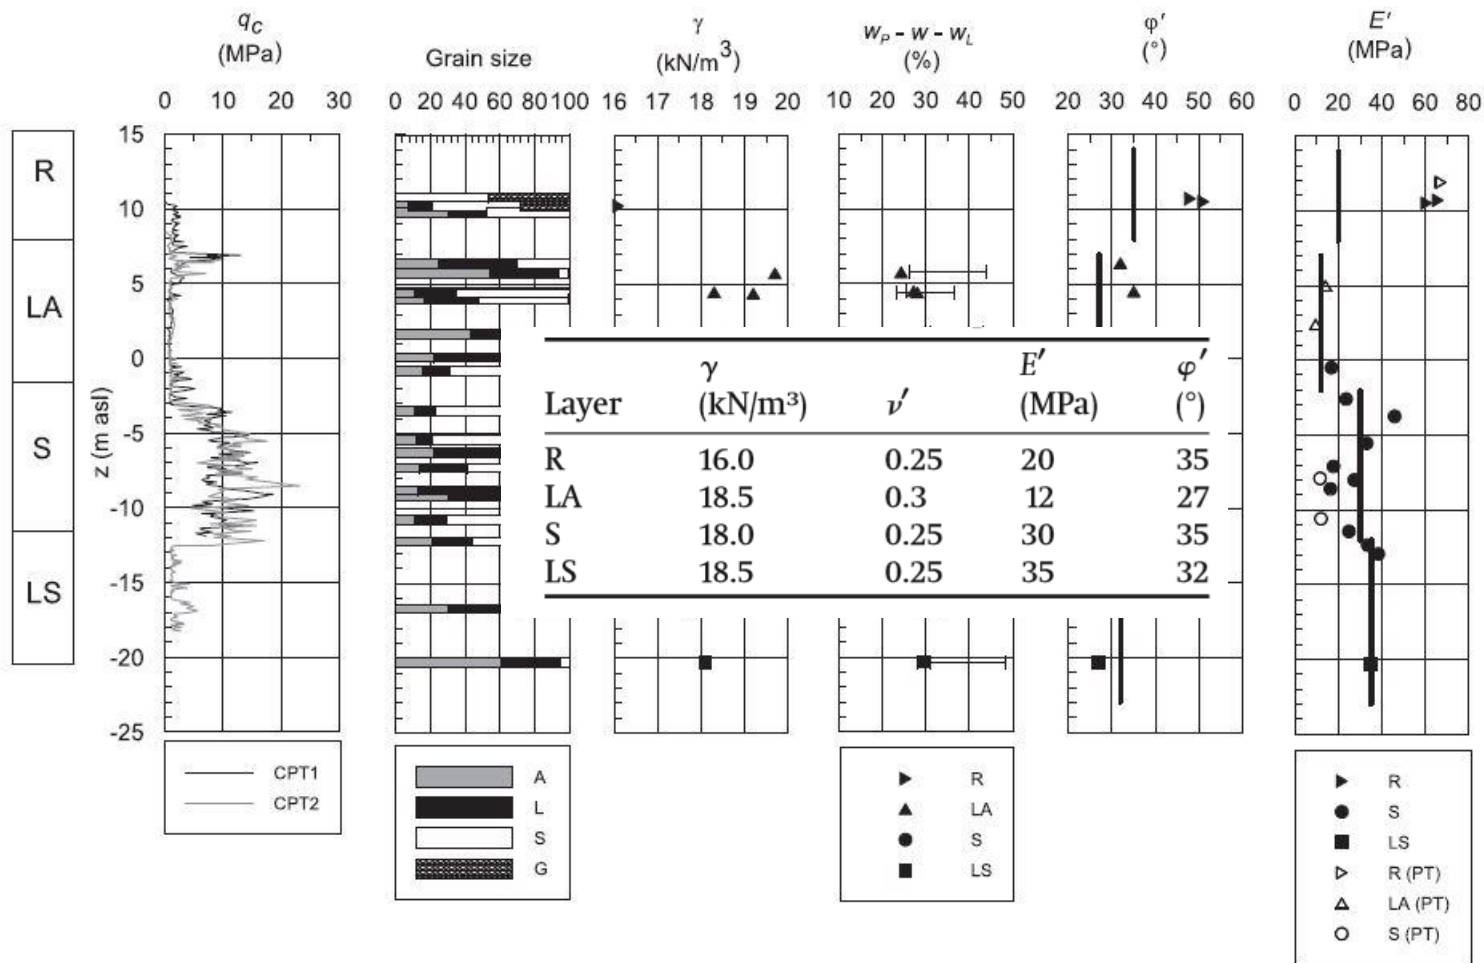 qc γ wP - w - wL φ′ E′
(MPa) Grain size (kN/m³) (%) (°) (MPa)
0 10 20 30 0 20 40 60 80 100 16 17 18 19 20 10 20 30 40 50 20 30 40 50 60 0 20 40 60 80
R
LA
S
LS
z (m asl)
15
10
5
0
-5
-10
-15
-20
-25
Layer γ (kN/m³) ν′ E′ (MPa) φ′ (°)
R 16.0 0.25 20 35
LA 18.5 0.3 12 27
S 18.0 0.25 30 35
LS 18.5 0.25 35 32
CPT1
CPT2
A
L
S
G
R
LA
S
LS
R
S
LS
R (PT)
LA (PT)
S (PT)